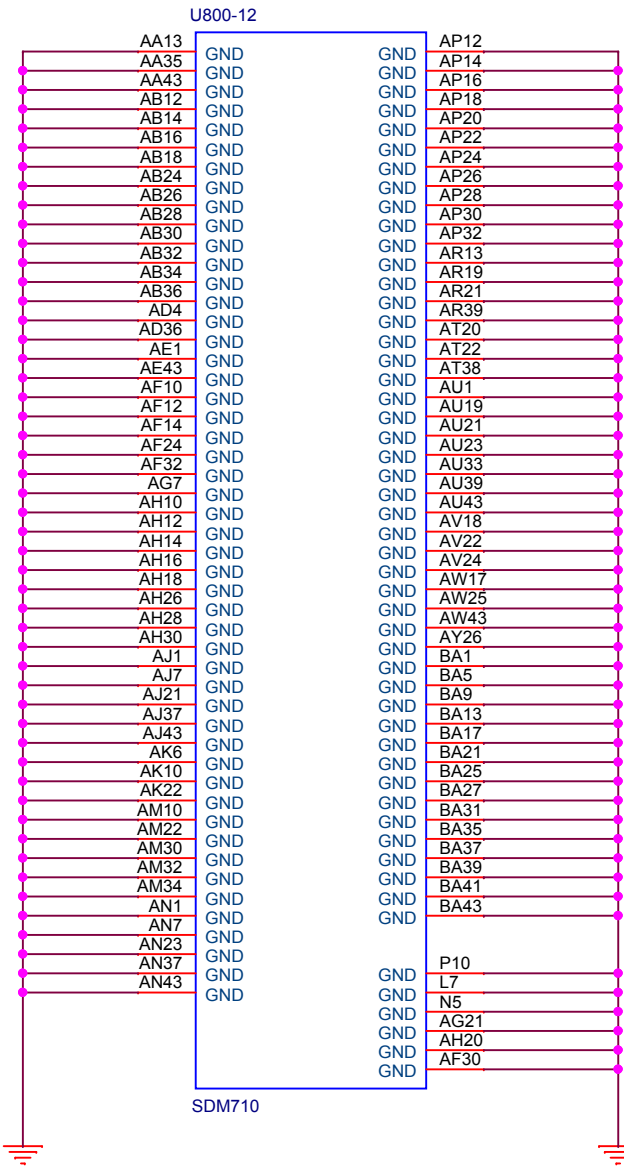 U800-12
AA13 GND GND AP12
AA35 GND GND AP14
AA43 GND GND AP16
AB12 GND GND AP18
AB14 GND GND AP20
AB16 GND GND AP22
AB18 GND GND AP24
AB24 GND GND AP26
AB26 GND GND AP28
AB28 GND GND AP30
AB30 GND GND AP32
AB32 GND GND AR13
AB34 GND GND AR19
AB36 GND GND AR21
AD4 GND GND AR39
AD36 GND GND AT20
AE1 GND GND AT22
AE43 GND GND AT38
AF10 GND GND AU1
AF12 GND GND AU19
AF14 GND GND AU21
AF24 GND GND AU23
AF32 GND GND AU33
AG7 GND GND AU39
AH10 GND GND AU43
AH12 GND GND AV18
AH14 GND GND AV22
AH16 GND GND AV24
AH18 GND GND AW17
AH26 GND GND AW25
AH28 GND GND AW43
AH30 GND GND AY26
AJ1 GND GND BA1
AJ7 GND GND BA5
AJ21 GND GND BA9
AJ37 GND GND BA13
AJ43 GND GND BA17
AK6 GND GND BA21
AK10 GND GND BA25
AK22 GND GND BA27
AM10 GND GND BA31
AM22 GND GND BA35
AM30 GND GND BA37
AM32 GND GND BA39
AM34 GND GND BA41
AN1 GND GND BA43
AN7 GND
AN23 GND
AN37 GND GND P10
AN43 GND GND L7
GND N5
GND AG21
GND AH20
GND AF30
SDM710